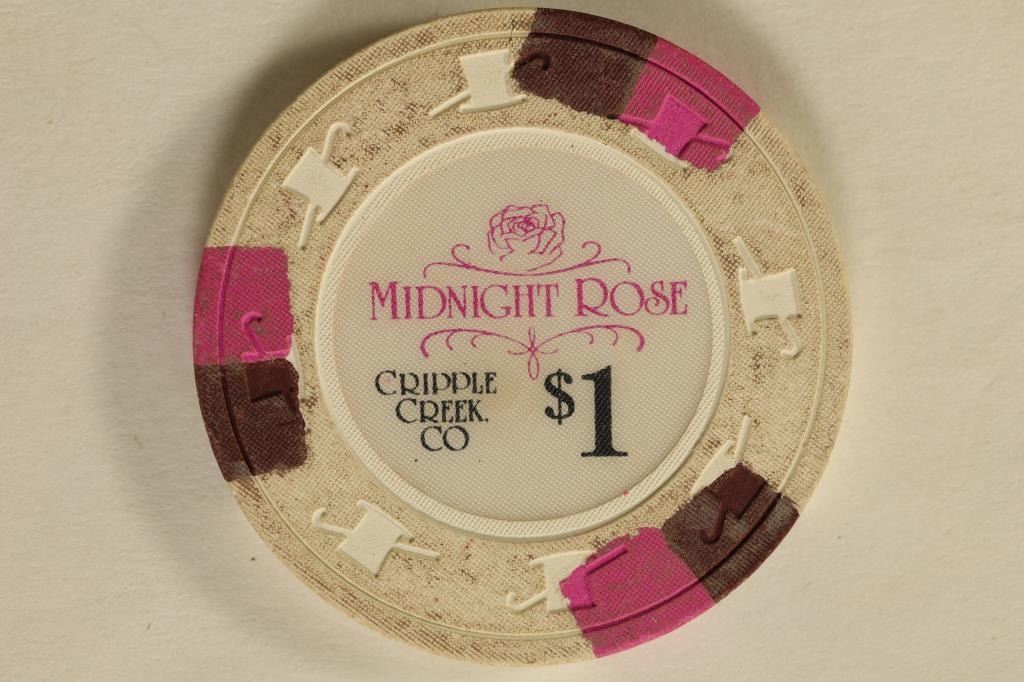 MIDNIGHT ROSE
CRIPPLE
CREEK,
CO
$1